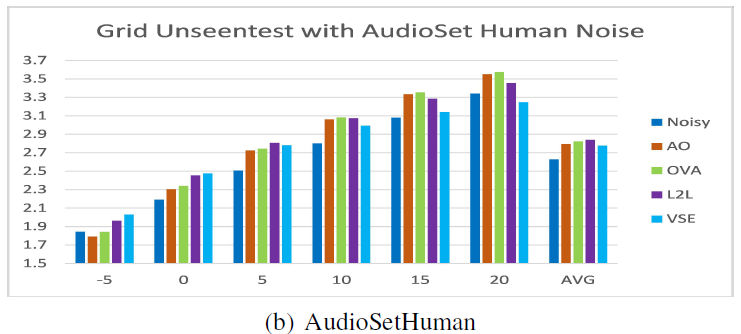 Grid Unseentest with AudioSet Human Noise
3.7
3.5
3.3
3.1
2.9
2.7
2.5
2.3
2.1
1.9
1.7
1.5
-5 0 5 10 15 20 AVG
Noisy
AO
OVA
L2L
VSE
(b) AudioSetHuman